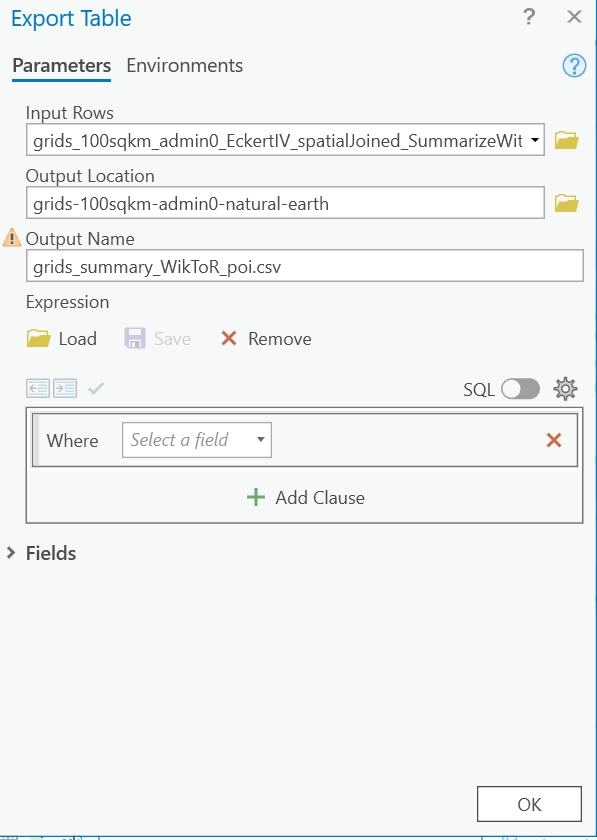 Export Table
?
Parameters Environments
?
Input Rows
grids_100sqkm_admin0_EckertIV_spatialJoined_SummarizeWit
Output Location
grids-100sqkm-admin0-natural-earth
Output Name
grids_summary_WikToR_poi.csv
Expression
Load Save Remove
SQL
Where Select a field
Add Clause
Fields
OK